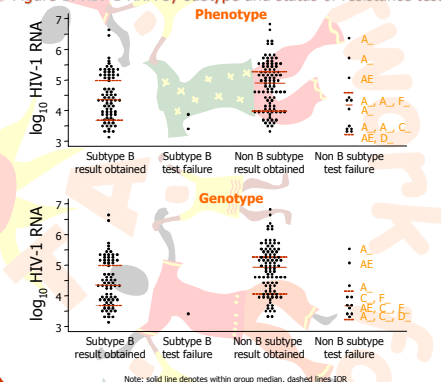 Phenotype
log10 HIV-1 RNA
7
6
5
4
3
A_
A_
AE
A_, A_, F_
A_
A_, A_, C_
AE, D_
Subtype B
result obtained
Subtype B
test failure
Non B subtype
result obtained
Non B subtype
test failure
Genotype
log10 HIV-1 RNA
7
6
5
4
3
A_
AE
A_
C_, F_
AE, C_, F_
A_, C_, D_
Subtype B
result obtained
Subtype B
test failure
Non B subtype
result obtained
Non B subtype
test failure
Note: solid line denotes within group median, dashed lines IQR